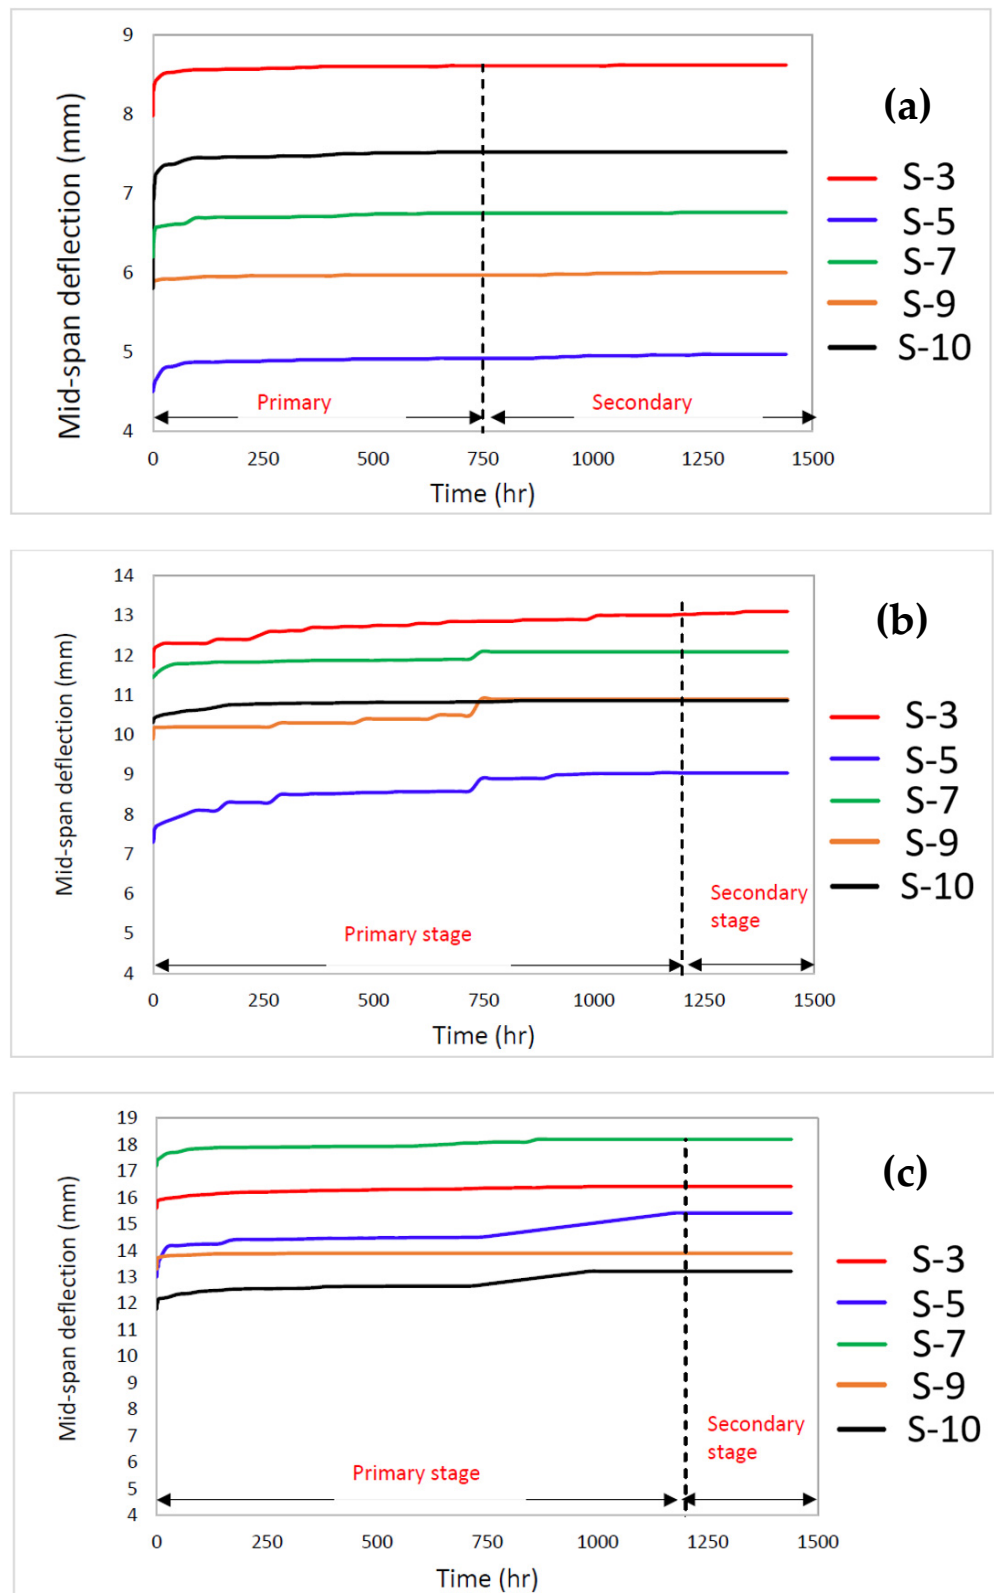 9
8
7
6
5
4
Mid-span deflection (mm)
(a)
S-3
S-5
S-7
S-9
S-10
Primary
Secondary
0 250 500 750 1000 1250 1500
Time (hr)
14
13
12
11
10
9
8
7
6
5
4
Mid-span deflection (mm)
(b)
S-3
S-5
S-7
S-9
S-10
Primary stage
Secondary
stage
0 250 500 750 1000 1250 1500
Time (hr)
19
18
17
16
15
14
13
12
11
10
9
8
7
6
5
4
Mid-span deflection (mm)
(c)
S-3
S-5
S-7
S-9
S-10
Primary stage
Secondary
stage
0 250 500 750 1000 1250 1500
Time (hr)